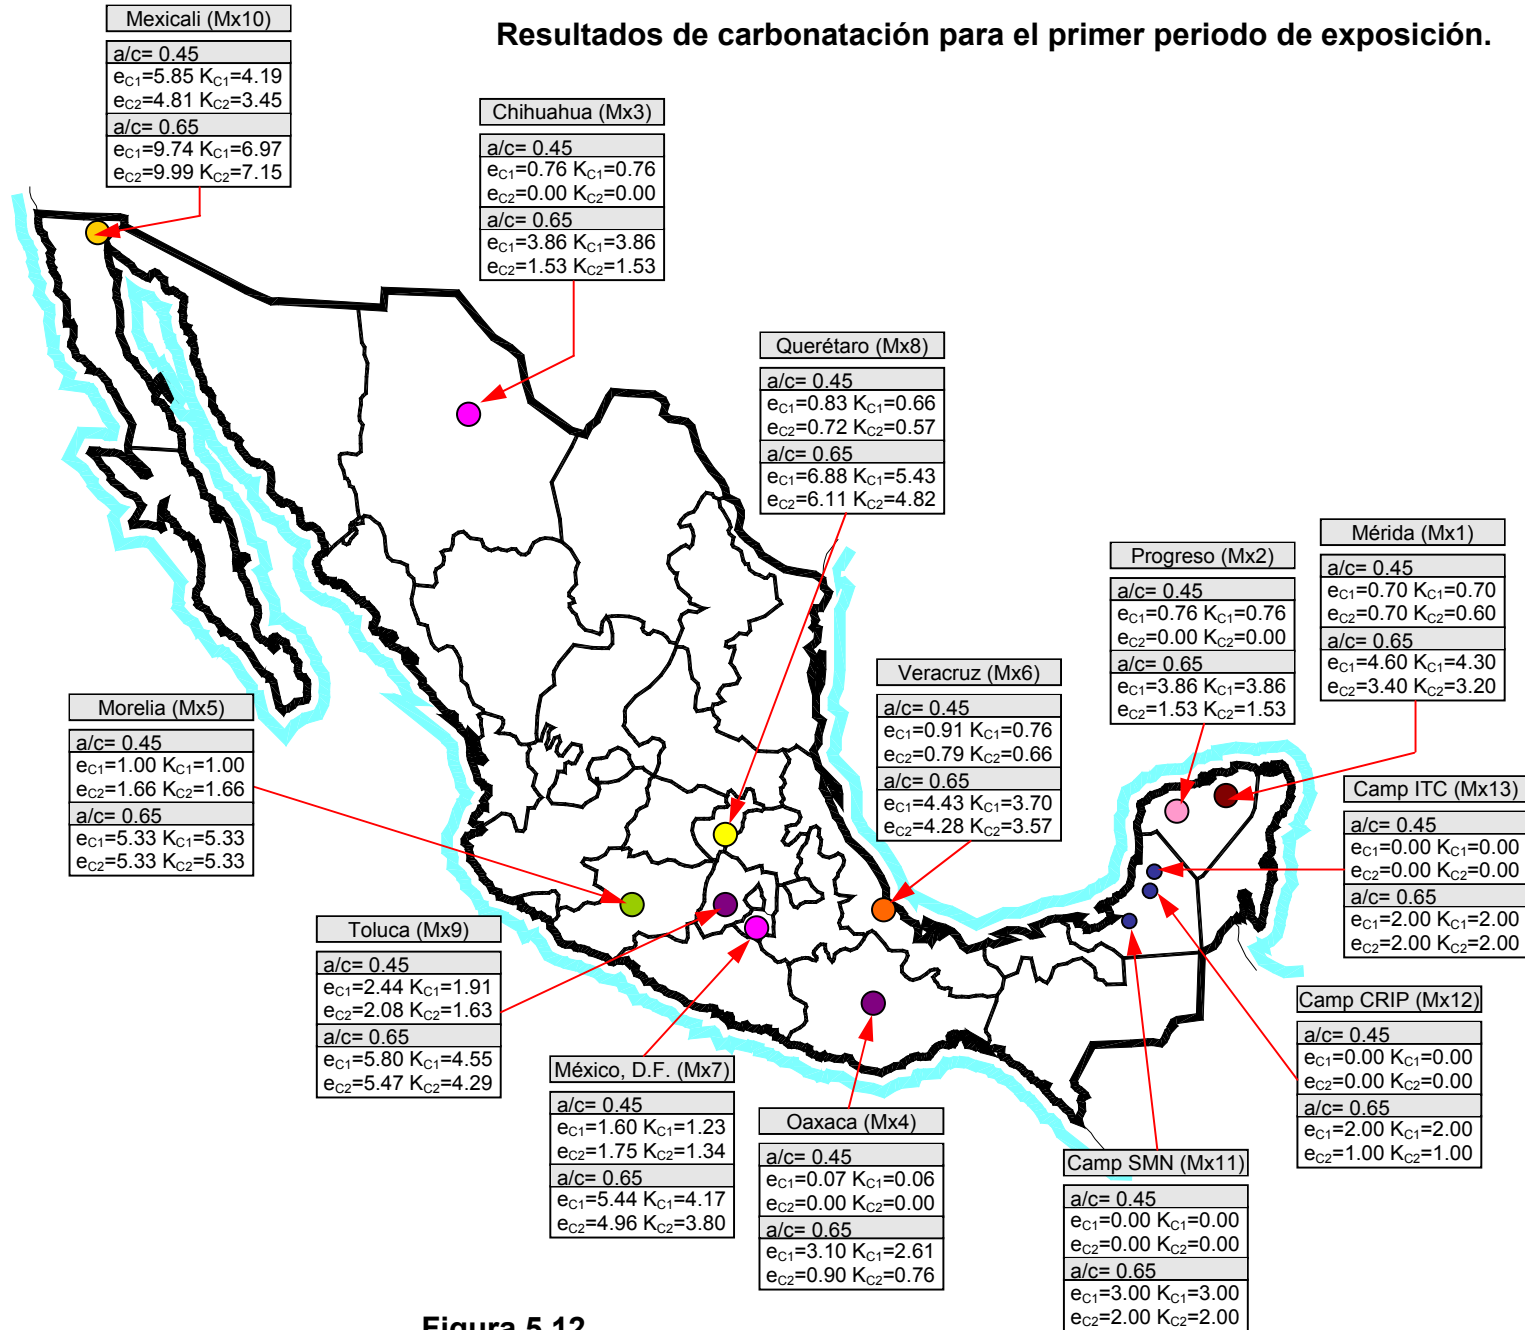 Resultados de carbonatación para el primer periodo de exposición.
Mexicali (Mx10)
a/c= 0.45
eC1=5.85 KC1=4.19
eC2=4.81 KC2=3.45
a/c= 0.65
eC1=9.74 KC1=6.97
eC2=9.99 KC2=7.15
Chihuahua (Mx3)
a/c= 0.45
eC1=0.76 KC1=0.76
eC2=0.00 KC2=0.00
a/c= 0.65
eC1=3.86 KC1=3.86
eC2=1.53 KC2=1.53
Querétaro (Mx8)
a/c= 0.45
eC1=0.83 KC1=0.66
eC2=0.72 KC2=0.57
a/c= 0.65
eC1=6.88 KC1=5.43
eC2=6.11 KC2=4.82
Mérida (Mx1)
a/c= 0.45
eC1=0.70 KC1=0.70
eC2=0.70 KC2=0.60
a/c= 0.65
eC1=4.60 KC1=4.30
eC2=3.40 KC2=3.20
Progreso (Mx2)
a/c= 0.45
eC1=0.76 KC1=0.76
eC2=0.00 KC2=0.00
a/c= 0.65
eC1=3.86 KC1=3.86
eC2=1.53 KC2=1.53
Veracruz (Mx6)
a/c= 0.45
eC1=0.91 KC1=0.76
eC2=0.79 KC2=0.66
a/c= 0.65
eC1=4.43 KC1=3.70
eC2=4.28 KC2=3.57
Morelia (Mx5)
a/c= 0.45
eC1=1.00 KC1=1.00
eC2=1.66 KC2=1.66
a/c= 0.65
eC1=5.33 KC1=5.33
eC2=5.33 KC2=5.33
Camp ITC (Mx13)
a/c= 0.45
eC1=0.00 KC1=0.00
eC2=0.00 KC2=0.00
a/c= 0.65
eC1=2.00 KC1=2.00
eC2=2.00 KC2=2.00
Toluca (Mx9)
a/c= 0.45
eC1=2.44 KC1=1.91
eC2=2.08 KC2=1.63
a/c= 0.65
eC1=5.80 KC1=4.55
eC2=5.47 KC2=4.29
Camp CRIP (Mx12)
a/c= 0.45
eC1=0.00 KC1=0.00
eC2=0.00 KC2=0.00
a/c= 0.65
eC1=2.00 KC1=2.00
eC2=1.00 KC2=1.00
México, D.F. (Mx7)
a/c= 0.45
eC1=1.60 KC1=1.23
eC2=1.75 KC2=1.34
a/c= 0.65
eC1=5.44 KC1=4.17
eC2=4.96 KC2=3.80
Oaxaca (Mx4)
a/c= 0.45
eC1=0.07 KC1=0.06
eC2=0.00 KC2=0.00
a/c= 0.65
eC1=3.10 KC1=2.61
eC2=0.90 KC2=0.76
Camp SMN (Mx11)
a/c= 0.45
eC1=0.00 KC1=0.00
eC2=0.00 KC2=0.00
a/c= 0.65
eC1=3.00 KC1=3.00
eC2=2.00 KC2=2.00
Figura 5.12